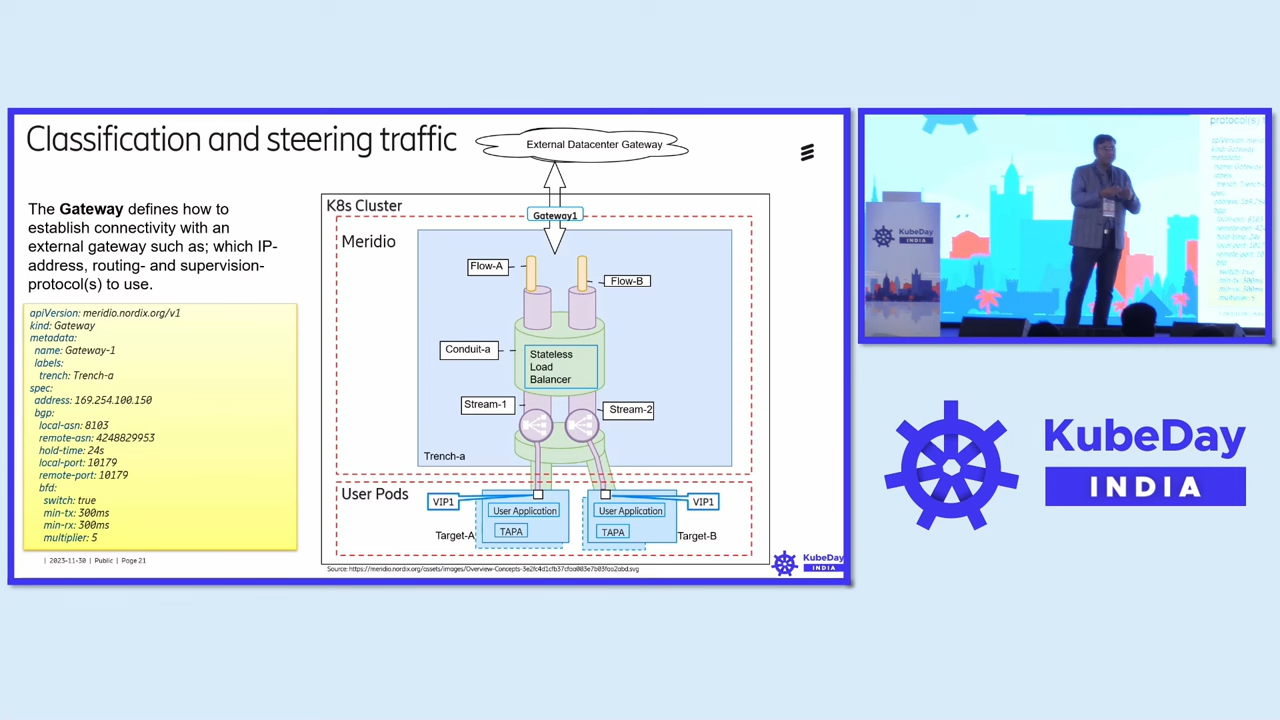 Classification and steering traffic
External Datacenter Gateway
The Gateway defines how to
establish connectivity with an
external gateway such as; which IP-
address, routing- and supervision-
protocol(s) to use.
apiVersion: meridio.nordix.org/v1
kind: Gateway
metadata:
name: Gateway-1
labels:
trench: Trench-a
spec:
address: 169.254.100.150
bgp:
local-asn: 8103
remote-asn: 4248829953
hold-time: 24s
local-port: 10179
remote-port: 10179
bfd:
switch: true
min-tx: 300ms
min-rx: 300ms
multiplier: 5
| 2023-11-30 | Public | Page 21
K8s Cluster
Gateway1
Meridio
Flow-A
Flow-B
Conduit-a
Stateless
Load
Balancer
Stream-1
Stream-2
Trench-a
User Pods
VIP1
VIP1
User Application
User Application
TAPA
TAPA
Target-A
Target-B
KubeDay
INDIA
KubeDay
INDIA
KubeDay
INDIA